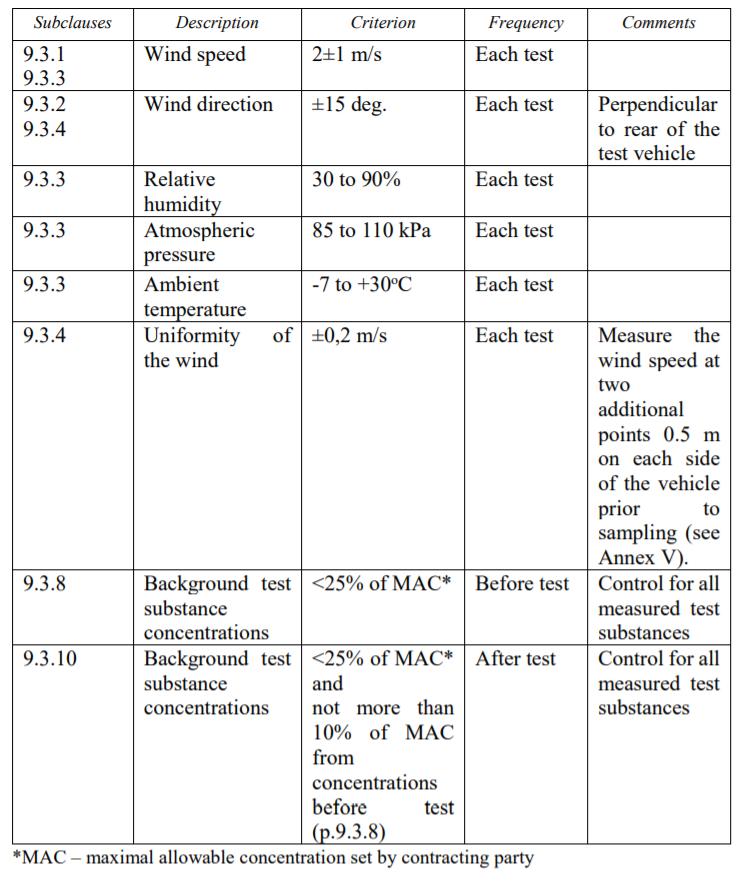 Subclauses Description Criterion Frequency Comments
9.3.1 Wind speed 2±1 m/s Each test
9.3.3
9.3.2 Wind direction ±15 deg. Each test Perpendicular
9.3.4 to rear of the
test vehicle
9.3.3 Relative 30 to 90% Each test
humidity
9.3.3 Atmospheric 85 to 110 kPa Each test
pressure
9.3.3 Ambient -7 to +30ºC Each test
temperature
9.3.4 Uniformity of ±0,2 m/s Each test Measure the
the wind wind speed at
two
additional
points 0.5 m
on each side
of the vehicle
prior to
sampling (see
Annex V).
9.3.8 Background test <25% of MAC* Before test Control for all
substance measured test
concentrations substances
9.3.10 Background test <25% of MAC* After test Control for all
substance and measured test
concentrations not more than substances
10% of MAC
from
concentrations
before test
(p.9.3.8)
*MAC – maximal allowable concentration set by contracting party